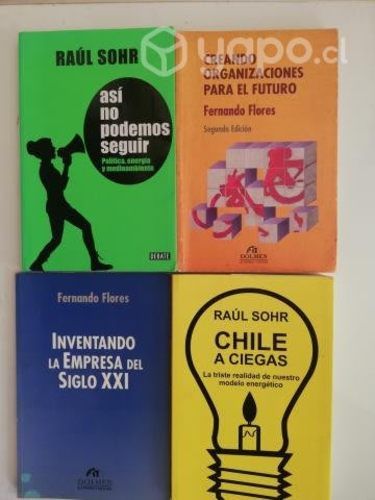 yapo.cl
RAÚL SOHR
así
no
podemos
seguir
Política, energía
y medioambiente
DEBATE
CREANDO
ORGANIZACIONES
PARA EL FUTURO
Fernando Flores
Segunda Edición
DOLMEN
Fernando Flores
INVENTANDO
LA EMPRESA DEL
SIGLO XXI
DOLMEN
RAÚL SOHR
CHILE
A CIEGAS
La triste realidad de nuestro
modelo energético